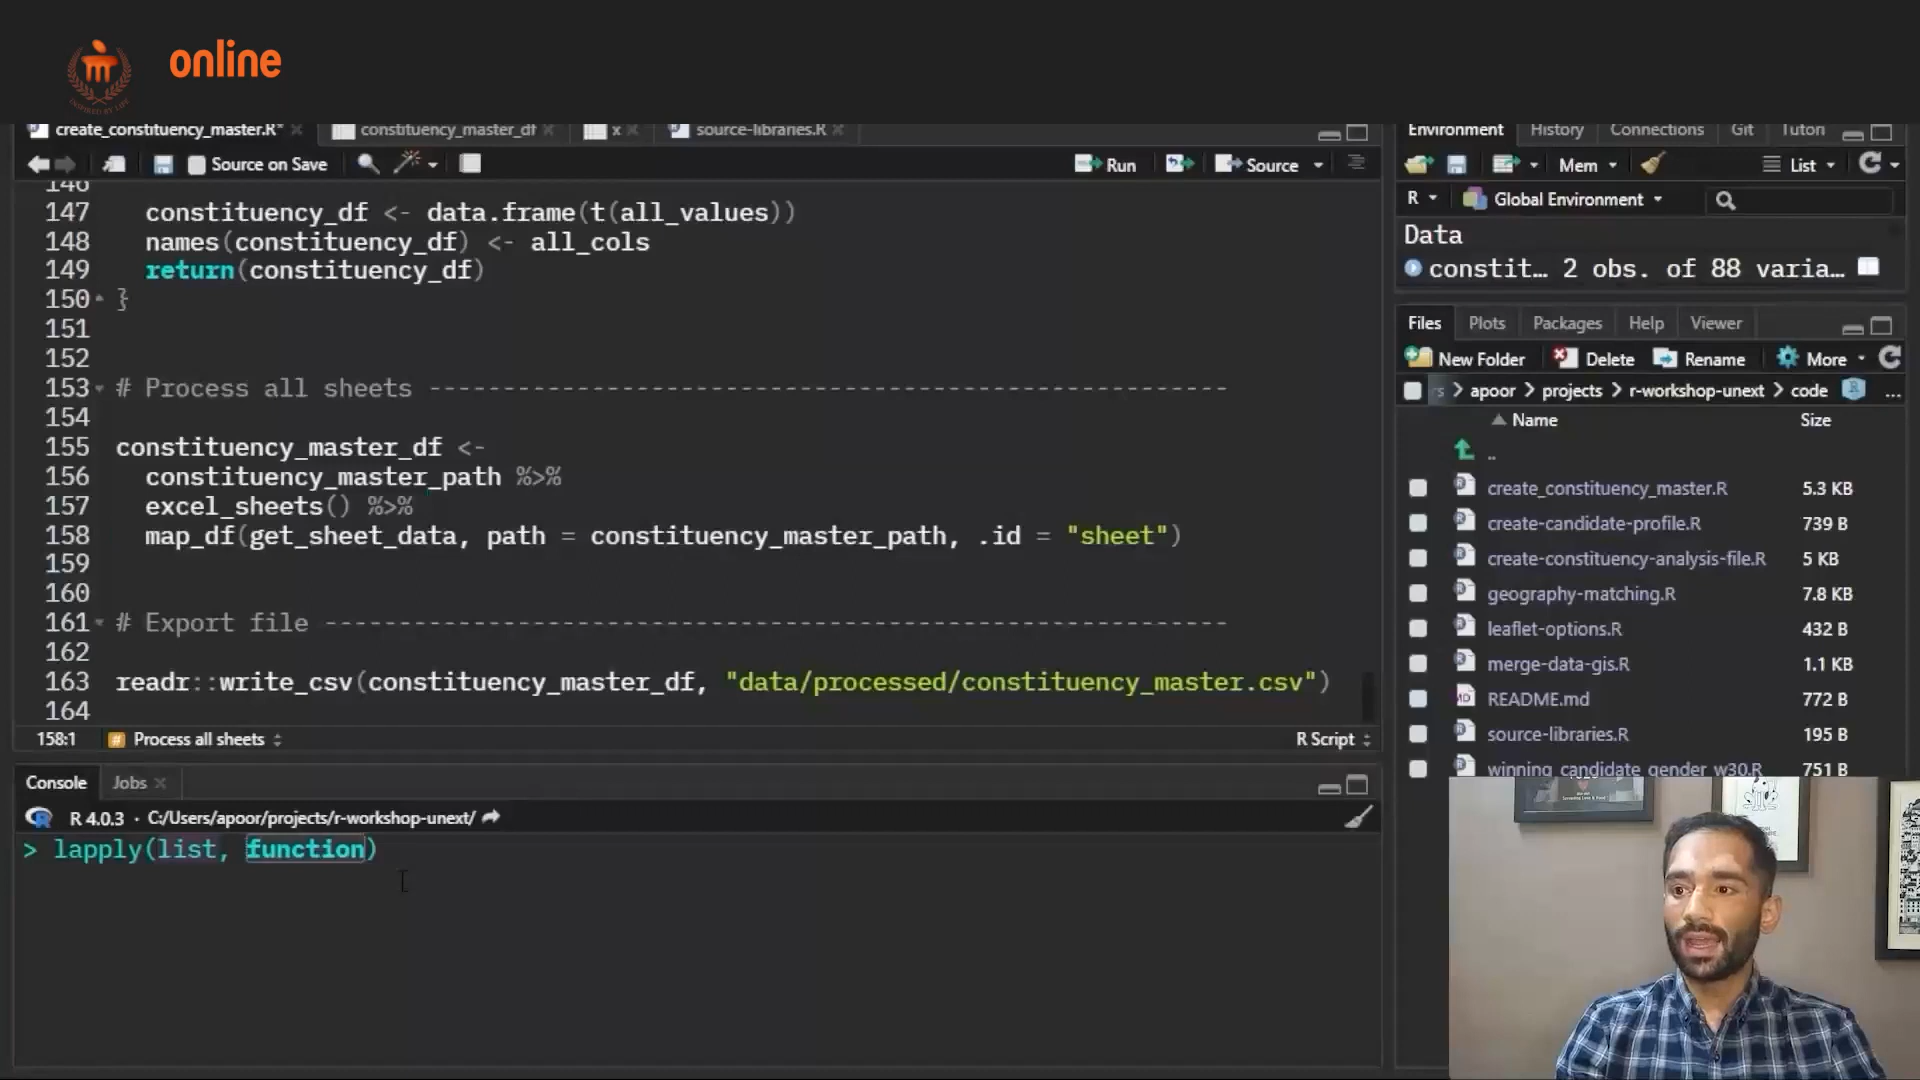 online
create_constituency_master.R* constituency_master_df x source-libraries.R
Source on Save Run Source
146
147 constituency_df <- data.frame(t(all_values))
148 names(constituency_df) <- all_cols
149 return(constituency_df)
150 }
151
152
153 # Process all sheets
154
155 constituency_master_df <-
156 constituency_master_path %>%
157 excel_sheets() %>%
158 map_df(get_sheet_data, path = constituency_master_path, .id = "sheet")
159
160
161 # Export file
162
163 readr::write_csv(constituency_master_df, "data/processed/constituency_master.csv")
164
158:1 Process all sheets R Script
Console Jobs
R 4.0.3 · C:/Users/apoor/projects/r-workshop-unext/
> lapply(list, function)
Environment History Connections Git Tuton
Mem List
R Global Environment
Data
constit… 2 obs. of 88 varia…
Files Plots Packages Help Viewer
New Folder Delete Rename More
apoor > projects > r-workshop-unext > code ...
Name Size
..
create_constituency_master.R 5.3 KB
create-candidate-profile.R 739 B
create-constituency-analysis-file.R 5 KB
geography-matching.R 7.8 KB
leaflet-options.R 432 B
merge-data-gis.R 1.1 KB
README.md 772 B
source-libraries.R 195 B
winning_candidate_gender_w30.R 751 B